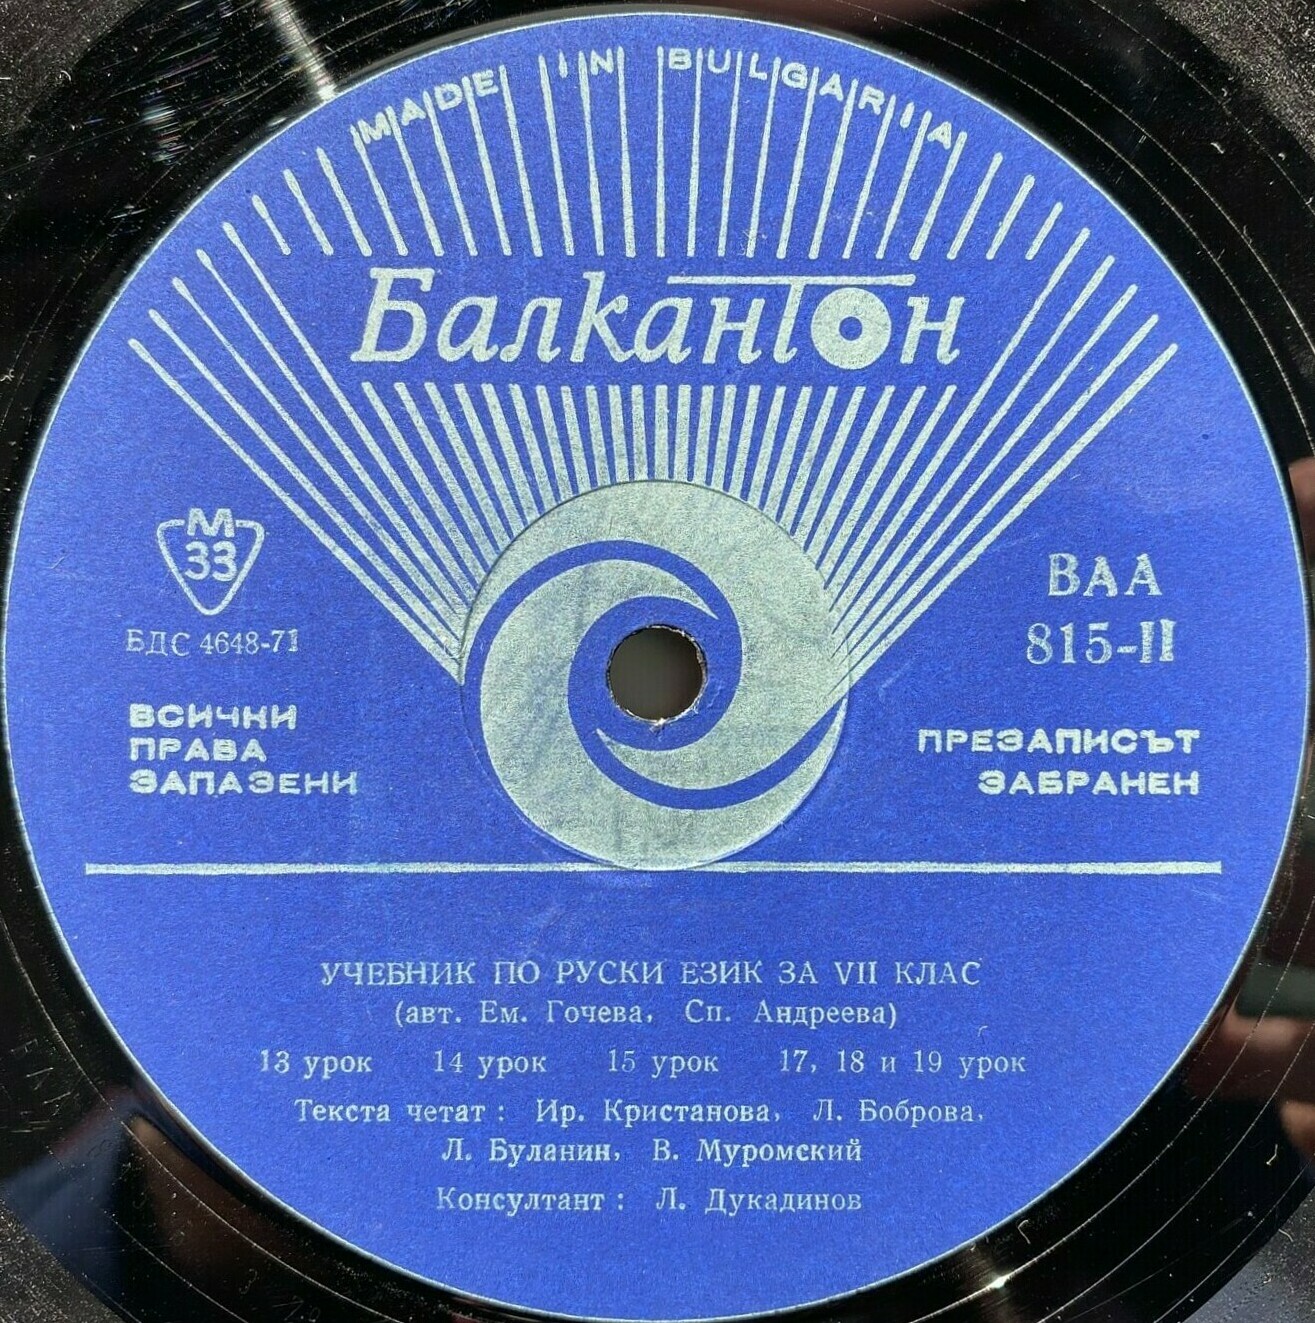 MADE IN BULGARIA
Балкантон
М
33
БДС 4648-71
ВАА
815-II
ВСИЧНИ
ПРАВА
ЗАПАЗЕНИ
ПРЕЗАПИСЪТ
ЗАБРАНЕН
УЧЕБНИК ПО РУСКИ ЕЗИК ЗА VII КЛАС
(авт. Ем. Гочева, Сп. Андреева)
13 урок 14 урок 15 урок 17, 18 и 19 урок
Текста четат : Ир. Кристанова, Л. Боброва,
Л. Буланин, В. Муромский
Консултант : Л. Дукадинов